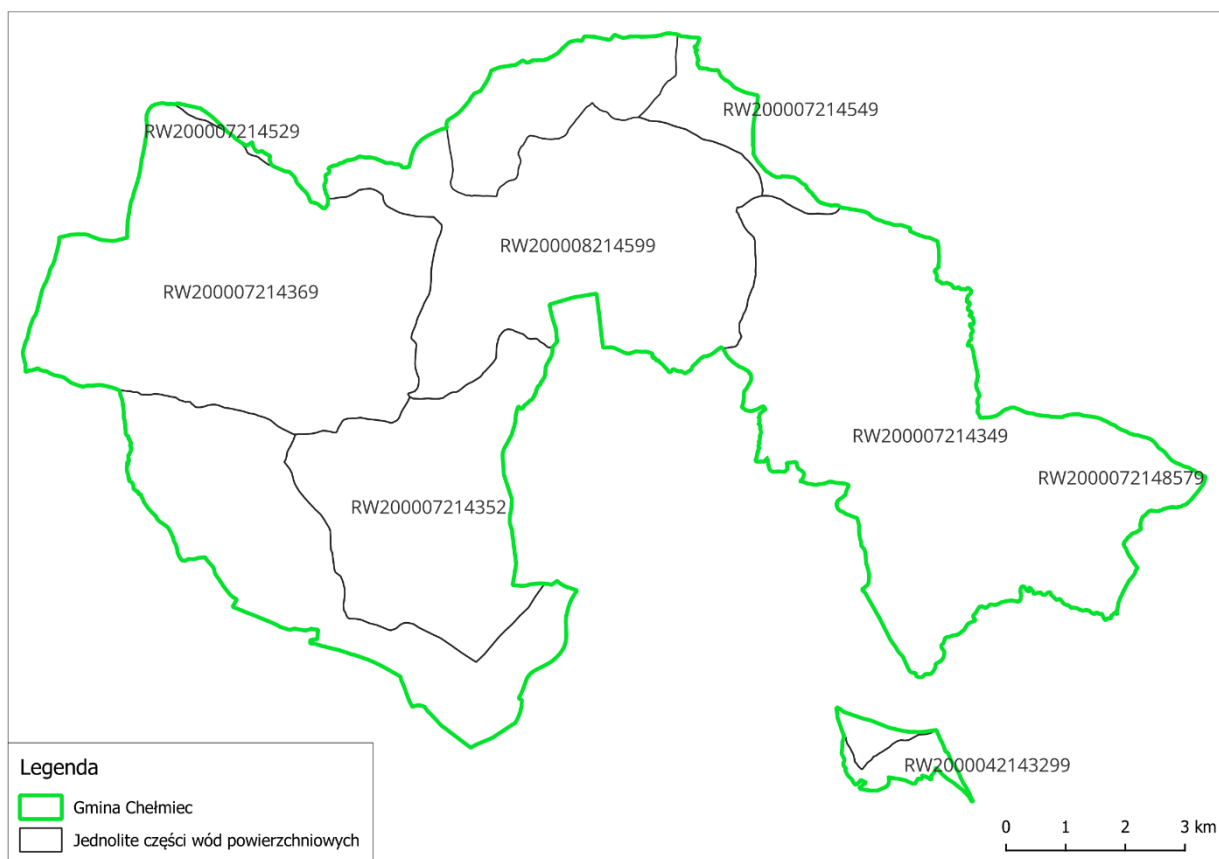 RW200007214549
RW200007214529
RW200008214599
RW200007214369
RW200007214349
RW2000072148579
RW200007214352
RW2000042143299
Legenda
Gmina Chełmiec
Jednolite części wód powierzchniowych
0 1 2 3 km